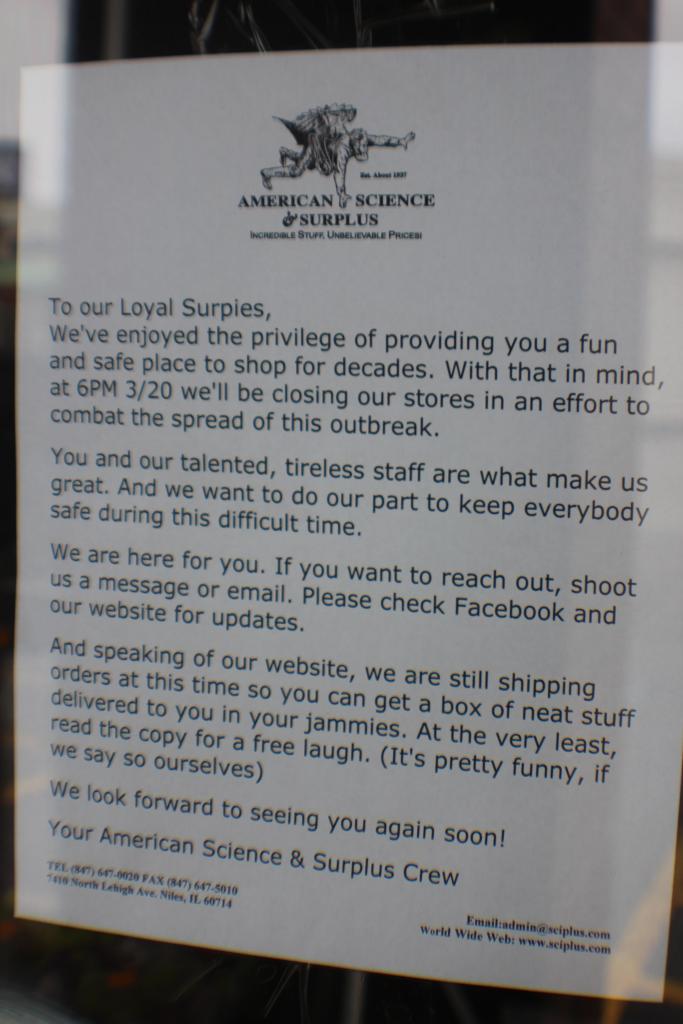 Est. About 1937
AMERICAN SCIENCE
& SURPLUS
INCREDIBLE STUFF, UNBELIEVABLE PRICES!
To our Loyal Surpies,
We've enjoyed the privilege of providing you a fun
and safe place to shop for decades. With that in mind,
at 6PM 3/20 we'll be closing our stores in an effort to
combat the spread of this outbreak.
You and our talented, tireless staff are what make us
great. And we want to do our part to keep everybody
safe during this difficult time.
We are here for you. If you want to reach out, shoot
us a message or email. Please check Facebook and
our website for updates.
And speaking of our website, we are still shipping
orders at this time so you can get a box of neat stuff
delivered to you in your jammies. At the very least,
read the copy for a free laugh. (It's pretty funny, if
we say so ourselves)
We look forward to seeing you again soon!
Your American Science & Surplus Crew
TEL (847) 647-0020 FAX (847) 647-5010
7410 North Lehigh Ave. Niles, IL 60714
Email:admin@sciplus.com
World Wide Web: www.sciplus.com